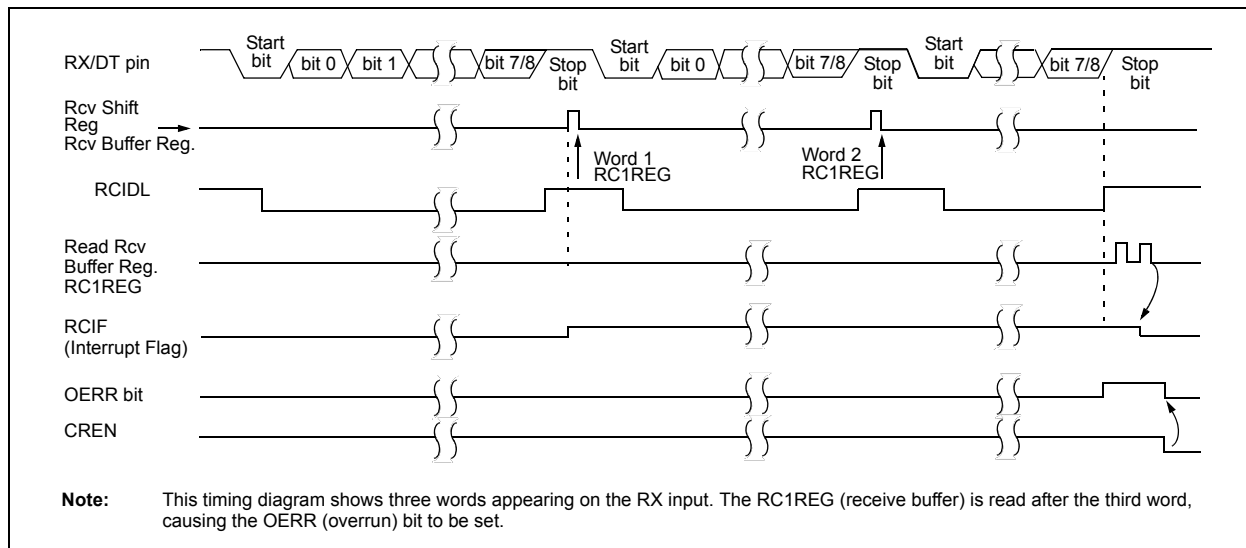 RX/DT pin
Start
bit
bit 0
bit 1
bit 7/8
Stop
bit
Start
bit
bit 0
bit 7/8
Stop
bit
Start
bit
bit 7/8
Stop
bit
Rcv Shift
Reg
Rcv Buffer Reg.
Word 1
RC1REG
Word 2
RC1REG
RCIDL
Read Rcv
Buffer Reg.
RC1REG
RCIF
(Interrupt Flag)
OERR bit
CREN
Note: This timing diagram shows three words appearing on the RX input. The RC1REG (receive buffer) is read after the third word,
causing the OERR (overrun) bit to be set.